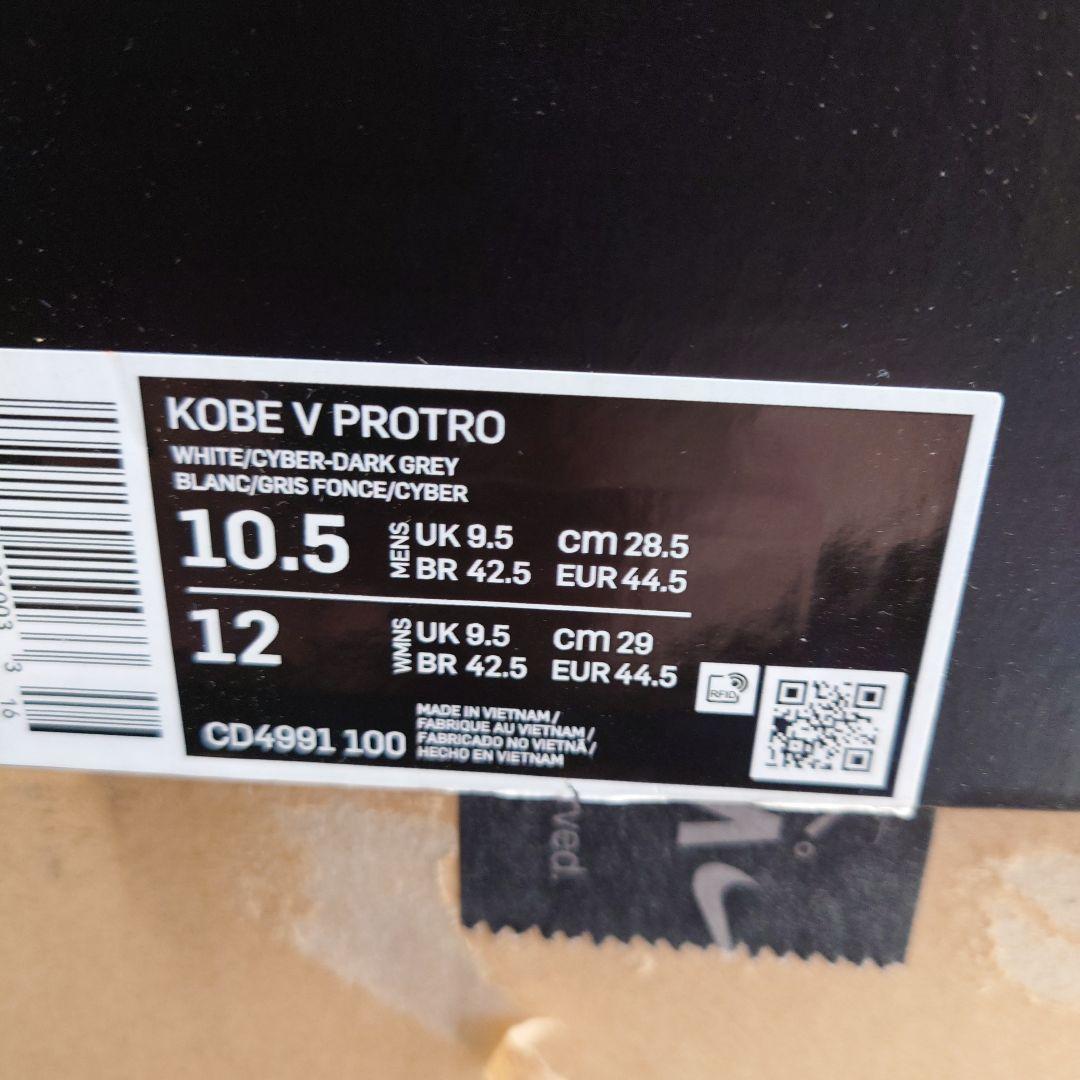 KOBE V PROTRO
WHITE/CYBER-DARK GREY
BLANC/GRIS FONCE/CYBER
10.5 MENS UK 9.5 cm 28.5
BR 42.5 EUR 44.5
12 WMNS UK 9.5 cm 29
BR 42.5 EUR 44.5
RFID
CD4991 100
MADE IN VIETNAM/
FABRIQUE AU VIETNAM/
FABRICADO NO VIETNÃ/
HECHO EN VIETNAM
3
16